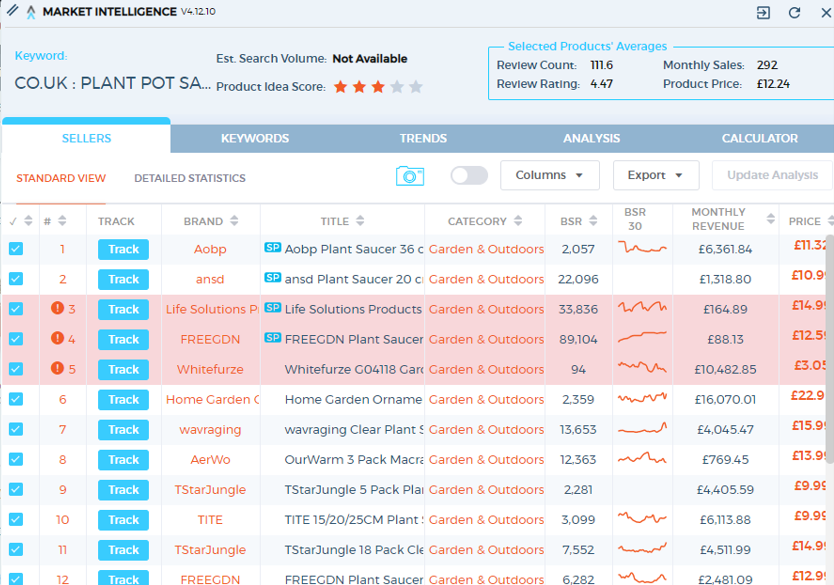 MARKET INTELLIGENCE V4.12.10
Keyword:
CO.UK : PLANT POT SA...
Est. Search Volume: Not Available
Product Idea Score:
Selected Products' Averages
Review Count: 111.6 Monthly Sales: 292
Review Rating: 4.47 Product Price: £12.24
SELLERS KEYWORDS TRENDS ANALYSIS CALCULATOR
STANDARD VIEW DETAILED STATISTICS Columns Export Update Analysis
# TRACK BRAND TITLE CATEGORY BSR BSR 30 MONTHLY REVENUE PRICE
1 Track Aobp SP Aobp Plant Saucer 36 c Garden & Outdoors 2,057 £6,361.84 £11.32
2 Track ansd SP ansd Plant Saucer 20 c Garden & Outdoors 22,096 £1,318.80 £10.9
3 Track Life Solutions P SP Life Solutions Products Garden & Outdoors 33,836 £164.89 £14.9
4 Track FREEGDN SP FREEGDN Plant Saucer Garden & Outdoors 89,104 £88.13 £12.5
5 Track Whitefurze Whitefurze G04118 Gar Garden & Outdoors 94 £10,482.85 £3.05
6 Track Home Garden Home Garden Orname Garden & Outdoors 2,359 £16,070.01 £22.9
7 Track wavraging wavraging Clear Plant S Garden & Outdoors 13,653 £4,045.47 £15.9
8 Track AerWo OurWarm 3 Pack Macra Garden & Outdoors 12,363 £769.45 £13.9
9 Track TStarJungle TStarJungle 5 Pack Plan Garden & Outdoors 2,281 £4,405.59 £9.99
10 Track TITE TITE 15/20/25CM Plant Garden & Outdoors 3,099 £6,113.88 £9.99
11 Track TStarJungle TStarJungle 18 Pack Cle Garden & Outdoors 7,552 £4,511.99 £14.9
12 Track FREEGDN FREEGDN Plant Saucer Garden & Outdoors 6,282 £2,481.09 £12.9